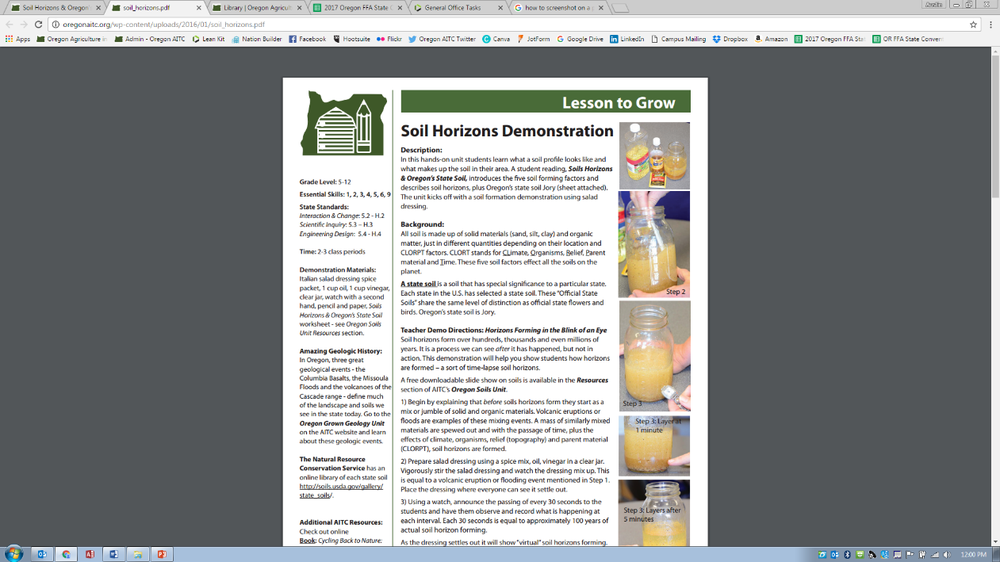 Soil Horizons & Oregon's
soil_horizons.pdf
Library | Oregon Agricult
2017 Oregon FFA State C
General Office Tasks
how to screenshot on a p
Austin
oregonaitc.org/wp-content/uploads/2016/01/soil_horizons.pdf
Apps
Oregon Agriculture in
Admin - Oregon AITC
Lean Kit
Nation Builder
Facebook
Hootsuite
Flickr
Oregon AITC Twitter
Canva
JotForm
Google Drive
LinkedIn
Campus Mailing
Dropbox
Amazon
2017 Oregon FFA Sta
OR FFA State Conven
Lesson to Grow
Grade Level: 5-12
Essential Skills: 1, 2, 3, 4, 5, 6, 9
State Standards:
Interaction & Change: 5.2 - H.2
Scientific Inquiry: 5.3 – H.3
Engineering Design: 5.4 - H.4
Time: 2-3 class periods
Demonstration Materials:
Italian salad dressing spice
packet, 1 cup oil, 1 cup vinegar,
clear jar, watch with a second
hand, pencil and paper, Soils
Horizons & Oregon's State Soil
worksheet - see Oregon Soils
Unit Resources section.
Amazing Geologic History:
In Oregon, three great
geological events - the
Columbia Basalts, the Missoula
Floods and the volcanoes of the
Cascade range - define much
of the landscape and soils we
see in the state today. Go to the
Oregon Grown Geology Unit
on the AITC website and learn
about these geologic events.
The Natural Resource
Conservation Service has an
online library of each state soil
http://soils.usda.gov/gallery/
state_soils/.
Additional AITC Resources:
Check out online
Book: Cycling Back to Nature:
Soil Horizons Demonstration
Description:
In this hands-on unit students learn what a soil profile looks like and
what makes up the soil in their area. A student reading, Soils Horizons
& Oregon's State Soil, introduces the five soil forming factors and
describes soil horizons, plus Oregon's state soil Jory (sheet attached).
The unit kicks off with a soil formation demonstration using salad
dressing.
Background:
All soil is made up of solid materials (sand, silt, clay) and organic
matter, just in different quantities depending on their location and
CLORPT factors. CLORT stands for CLimate, Organisms, Relief, Parent
material and Time. These five soil factors effect all the soils on the
planet.
A state soil is a soil that has special significance to a particular state.
Each state in the U.S. has selected a state soil. These "Official State
Soils" share the same level of distinction as official state flowers and
birds. Oregon's state soil is Jory.
Teacher Demo Directions: Horizons Forming in the Blink of an Eye
Soil horizons form over hundreds, thousands and even millions of
years. It is a process we can see after it has happened, but not in
action. This demonstration will help you show students how horizons
are formed – a sort of time-lapse soil horizons.
A free downloadable slide show on soils is available in the Resources
section of AITC's Oregon Soils Unit.
1) Begin by explaining that before soils horizons form they start as a
mix or jumble of solid and organic materials. Volcanic eruptions or
floods are examples of these mixing events. A mass of similarly mixed
materials are spewed out and with the passage of time, plus the
effects of climate, organisms, relief (topography) and parent material
(CLORPT), soil horizons are formed.
2) Prepare salad dressing using a spice mix, oil, vinegar in a clear jar.
Vigorously stir the salad dressing and watch the dressing mix up. This
is equal to a volcanic eruption or flooding event mentioned in Step 1.
Place the dressing where everyone can see it settle out.
3) Using a watch, announce the passing of every 30 seconds to the
students and have them observe and record what is happening at
each interval. Each 30 seconds is equal to approximately 100 years of
actual soil horizon forming.
As the dressing settles out it will show "virtual" soil horizons forming.
Step 2
Step 3
Step 3: Layer at
1 minute
Step 3: Layers after
5 minutes
12:00 PM